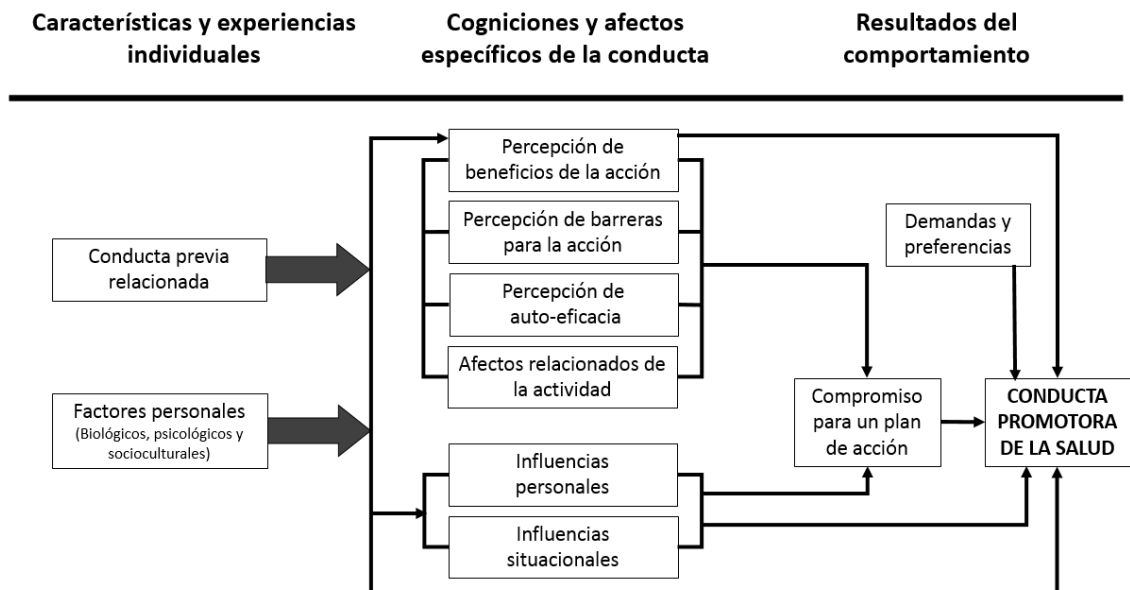 Características y experiencias
individuales
Cogniciones y afectos
específicos de la conducta
Resultados del
comportamiento
Percepción de
beneficios de la acción
Percepción de barreras
para la acción
Percepción de
auto-eficacia
Afectos relacionados de
la actividad
Influencias
personales
Influencias
situacionales
Conducta previa
relacionada
Factores personales
(Biológicos, psicológicos y
socioculturales)
Demandas y
preferencias
Compromiso
para un plan
de acción
CONDUCTA
PROMOTORA
DE LA SALUD